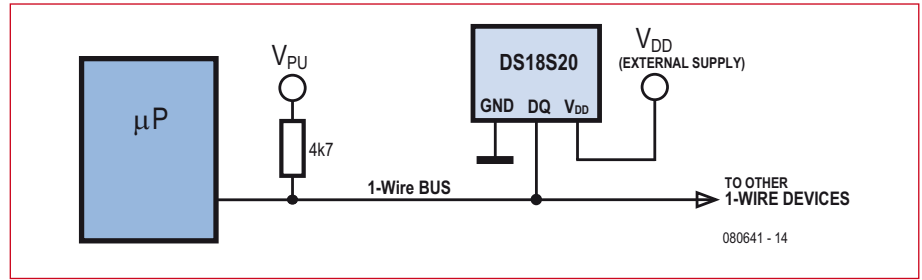 μP
VPU
4k7
1-Wire BUS
DS18S20
GND DQ VDD
VDD
(EXTERNAL SUPPLY)
TO OTHER
1-WIRE DEVICES
080641 - 14